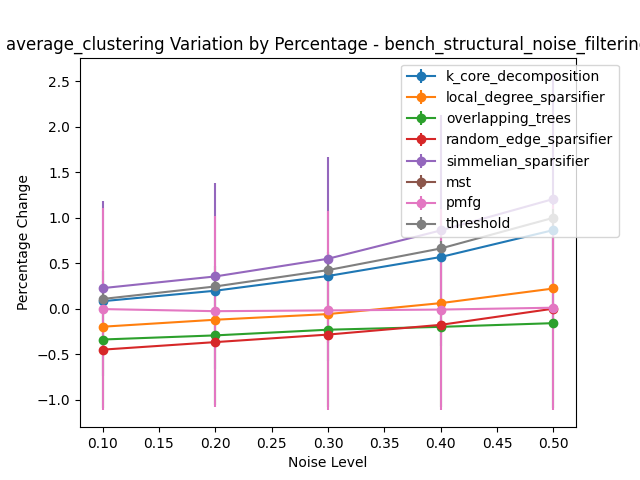 average_clustering Variation by Percentage - bench_structural_noise_filtering
k_core_decomposition
local_degree_sparsifier
overlapping_trees
random_edge_sparsifier
simmelian_sparsifier
mst
pmfg
threshold
Percentage Change
2.5
2.0
1.5
1.0
0.5
0.0
−0.5
−1.0
0.10 0.15 0.20 0.25 0.30 0.35 0.40 0.45 0.50
Noise Level